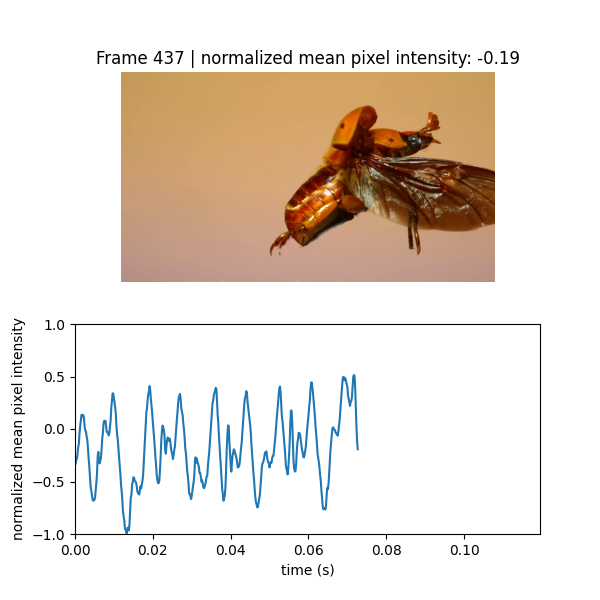 Frame 437 | normalized mean pixel intensity: -0.19
normalized mean pixel intensity
1.0
0.5
0.0
−0.5
−1.0
0.00 0.02 0.04 0.06 0.08 0.10
time (s)